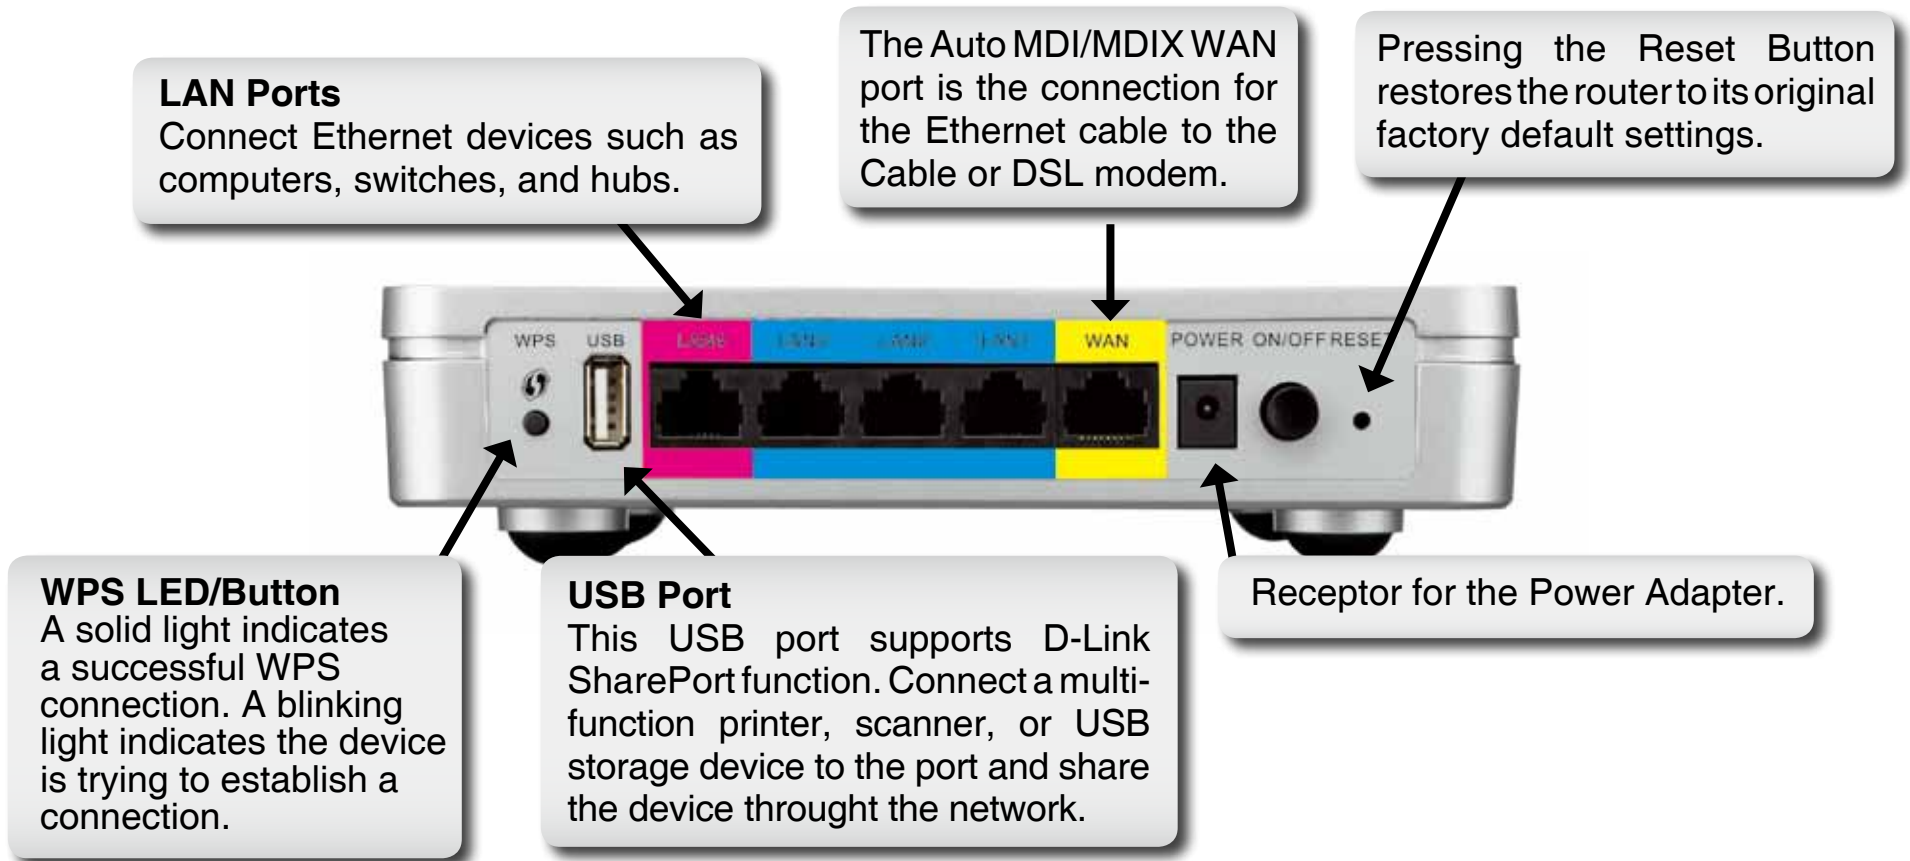 LAN Ports
Connect Ethernet devices such as
computers, switches, and hubs.
The Auto MDI/MDIX WAN
port is the connection for
the Ethernet cable to the
Cable or DSL modem.
Pressing the Reset Button
restores the router to its original
factory default settings.
WPS
USB
WAN
POWER
ON/OFF
RESET
WPS LED/Button
A solid light indicates
a successful WPS
connection. A blinking
light indicates the device
is trying to establish a
connection.
USB Port
This USB port supports D-Link
SharePort function. Connect a multi-
function printer, scanner, or USB
storage device to the port and share
the device throught the network.
Receptor for the Power Adapter.